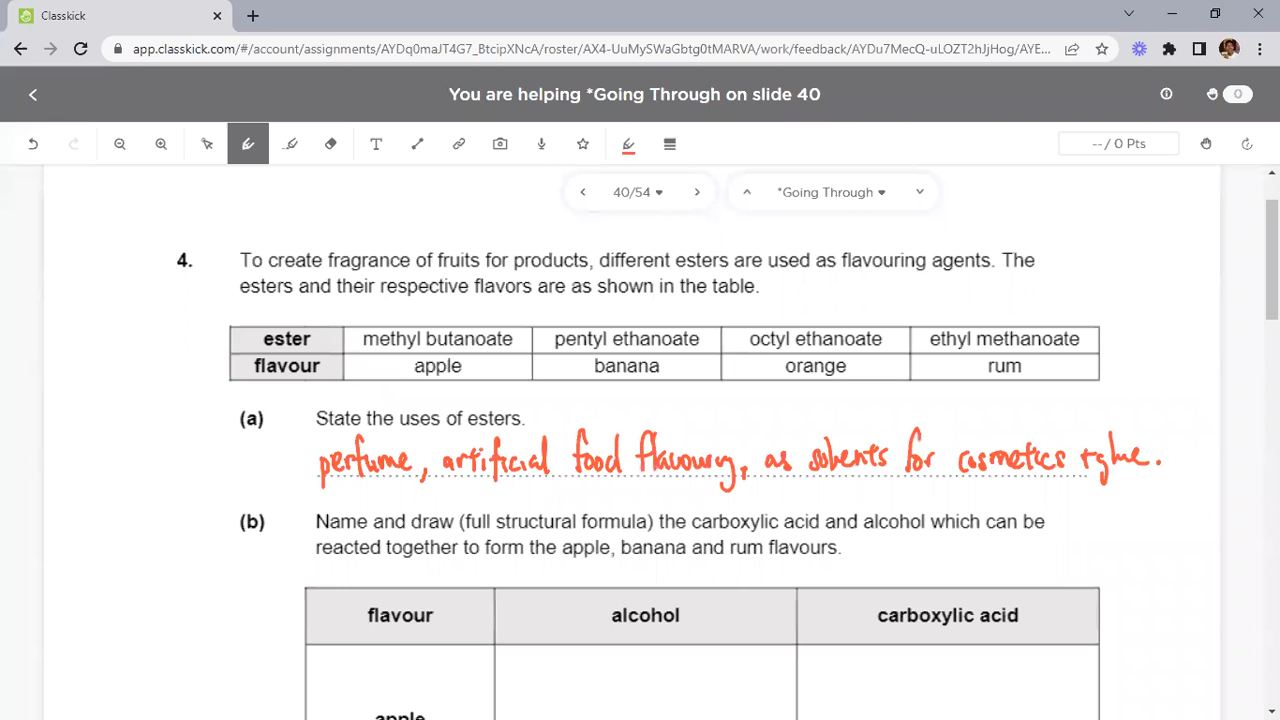 Classkick
app.classkick.com/#/account/assignments/AYDq0maJT4G7_BtcipXNcA/roster/AX4-UuMySWaGbtg0tMARVA/work/feedback/AYDu7MecQ-uLOZT2hJjHog/AYE...
You are helping *Going Through on slide 40
0
T
--/ 0 Pts
40/54
*Going Through
4. To create fragrance of fruits for products, different esters are used as flavouring agents. The
esters and their respective flavors are as shown in the table.
ester methyl butanoate pentyl ethanoate octyl ethanoate ethyl methanoate
flavour apple banana orange rum
(a) State the uses of esters.
perfume, artificial food flavouring, as solvents for cosmetics + glue.
(b) Name and draw (full structural formula) the carboxylic acid and alcohol which can be
reacted together to form the apple, banana and rum flavours.
flavour alcohol carboxylic acid
apple